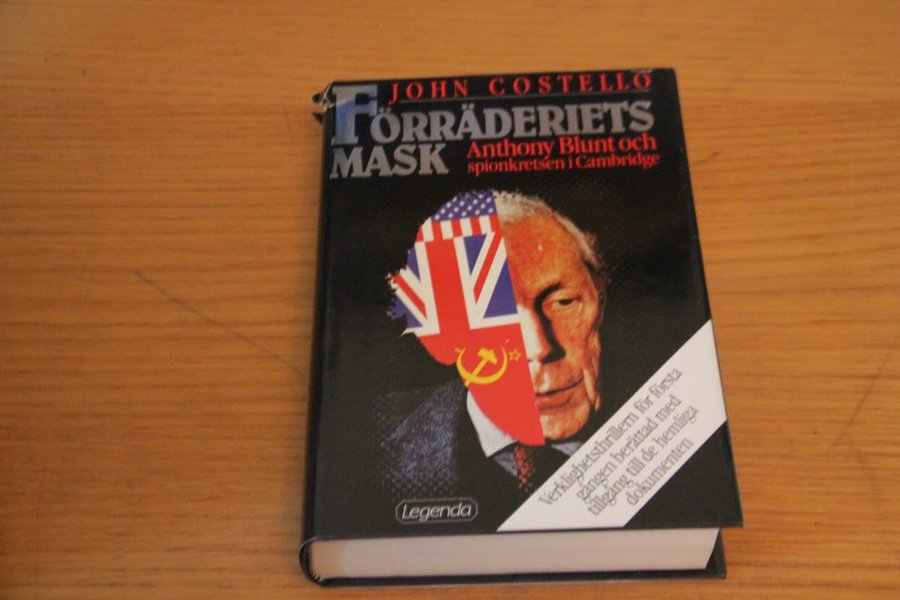 JOHN COSTELLO
FÖRRÄDERIETS
MASK
Anthony Blunt och
spionkretsen i Cambridge
Verklighetsthrillern för första
gången berättad med
tillgång till de hemliga
dokumenten
Legenda